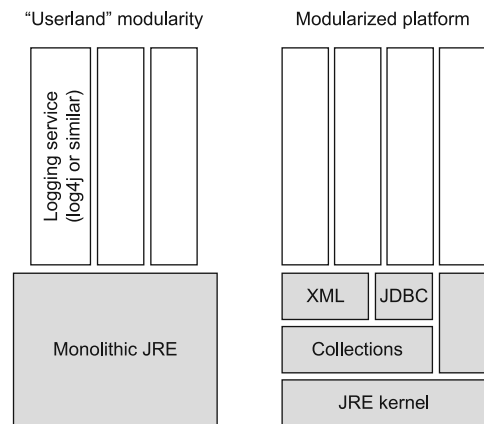 “Userland” modularity
Modularized platform
Logging service
(log4j or similar)
XML
JDBC
Monolithic JRE
Collections
JRE kernel